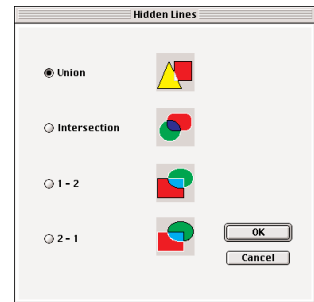 Hidden Lines
Union
Intersection
1 - 2
2 - 1
OK
Cancel